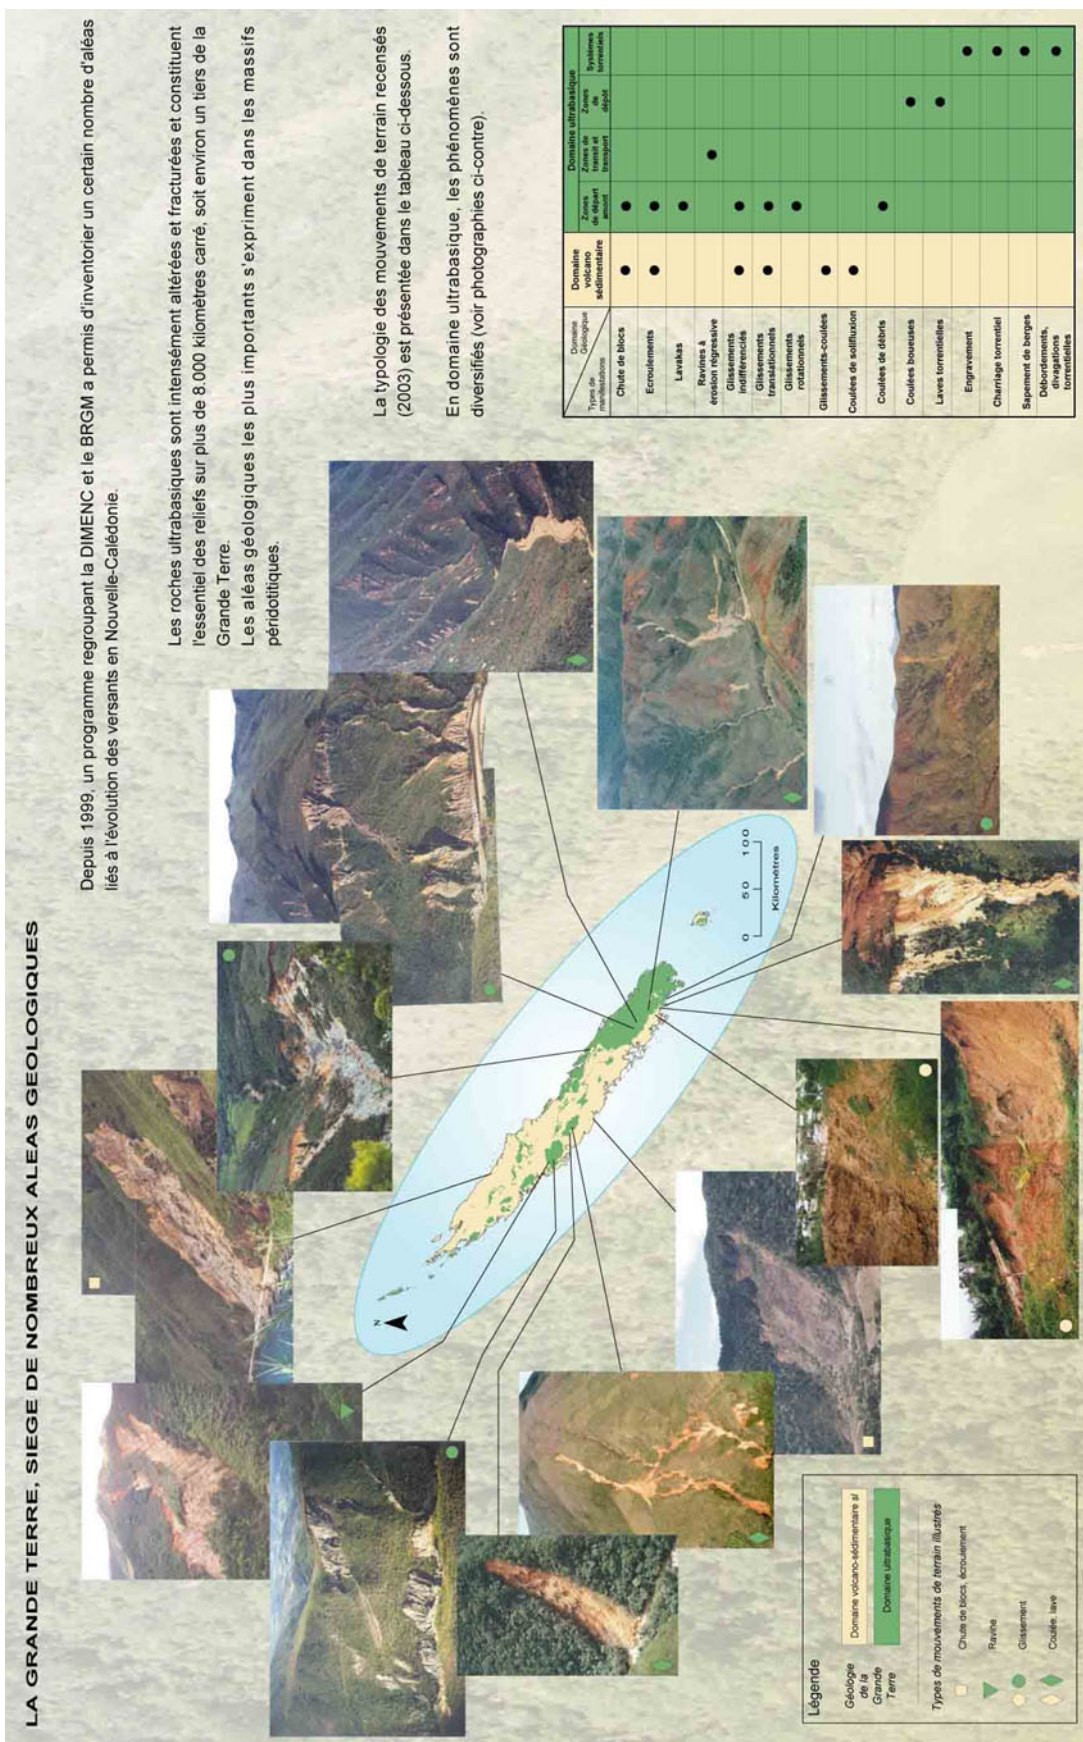 LA GRANDE TERRE, SIEGE DE NOMBREUX ALEAS GEOLOGIQUES
Depuis 1999, un programme regroupant la DIMENC et le BRGM a permis d'inventorier un certain nombre d'aléas
liés à l'évolution des versants en Nouvelle-Calédonie.
Les roches ultrabasiques sont intensément altérées et fracturées et constituent
l'essentiel des reliefs sur plus de 8.000 kilomètres carré, soit environ un tiers de la
Grande Terre.
Les aléas géologiques les plus importants s'expriment dans les massifs
péridotitiques.
La typologie des mouvements de terrain recensés
(2003) est présentée dans le tableau ci-dessous.
En domaine ultrabasique, les phénomènes sont
diversifiés (voir photographies ci-contre).
N
0 50 100
Kilomètres
Légende
Géologie
de la
Grande
Terre
Domaine volcano-sédimentaire sl
Domaine ultrabasique
Types de mouvements de terrain illustrés
Chute de blocs, écroulement
Ravine
Glissement
Coulée, lave
Domaine
Géologique
Types de
manifestations
Domaine
volcano
sédimentaire
Domaine ultrabasique
Zones
de départ
amont
Zones de
transit et
transport
Zones
de
dépôt
Systèmes
torrentiels
Chute de blocs
Ecroulements
Lavakas
Ravines à
érosion régressive
Glissements
indifférenciés
Glissements
translationnels
Glissements
rotationnels
Glissements-coulées
Coulées de solifluxion
Coulées de débris
Coulées boueuses
Laves torrentielles
Engravement
Charriage torrentiel
Sapement de berges
Débordements,
divagations
torrentielles